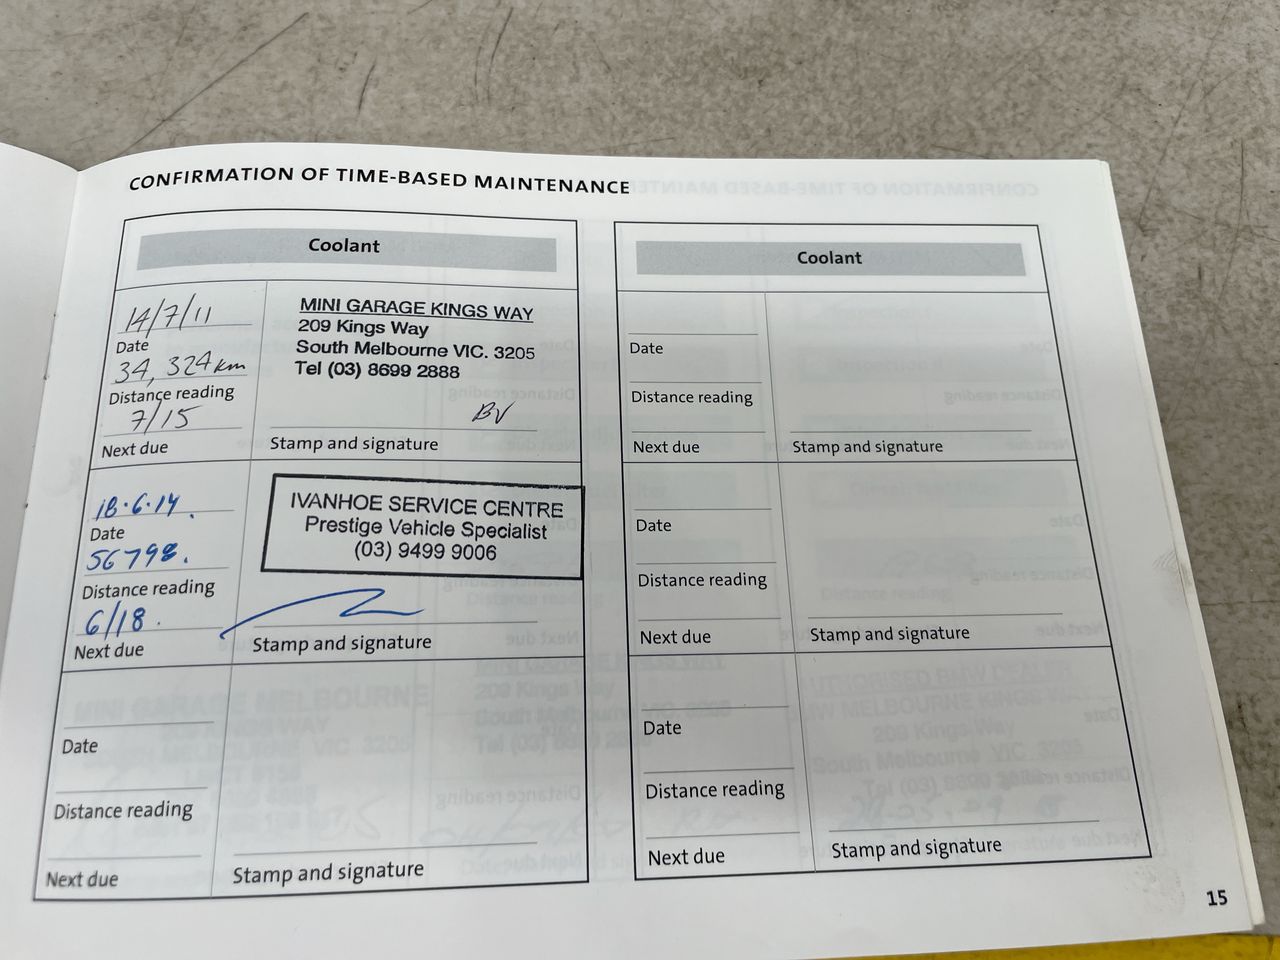 CONFIRMATION OF TIME-BASED MAINTENANCE
Coolant
14/7/11
Date
34,324km
Distance reading
7/15
Next due
MINI GARAGE KINGS WAY
209 Kings Way
South Melbourne VIC. 3205
Tel (03) 8699 2888
BV
Stamp and signature
18.6.14.
Date
56798.
Distance reading
6/18.
Next due
IVANHOE SERVICE CENTRE
Prestige Vehicle Specialist
(03) 9499 9006
Stamp and signature
Date
Distance reading
Next due
Stamp and signature
Coolant
Date
Distance reading
Next due
Stamp and signature
Date
Distance reading
Next due
Stamp and signature
Date
Distance reading
Next due
Stamp and signature
15